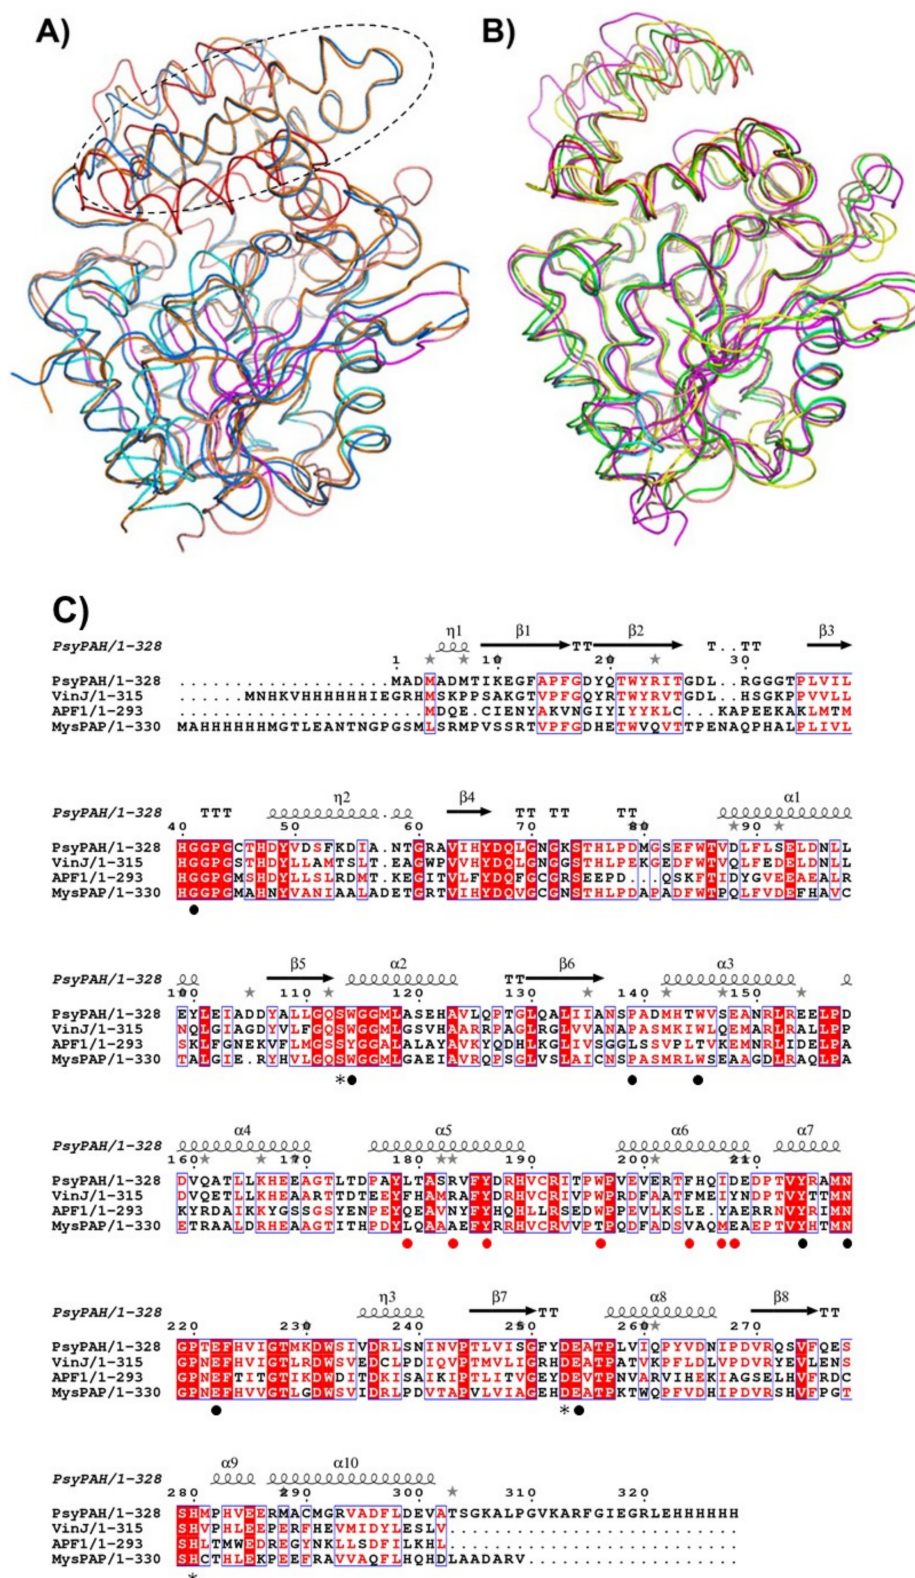 A)
B)
C)
PsyPAH/1-328 η1 β1 TT β2 T..TT β3
1 10 20 30
PsyPAH/1-328 ...................MADMADMTIKEGFAPFGDYQTWYRITGDL..RGGGTPLVIL
VinJ/1-315 ......MNHKVHHHHHHIEGRHMSKPPSAKGTVPFGDYRTWYRVTGDL..HSGKPPVVLL
APF1/1-293 ......................MDQE.CIENYAKVNGIYIYYKLC...KAPEEKAKLMTM
MysPAP/1-330 MAHHHHHHMGTLEANTNGPGSMLSRMPVSSRTVPFGDHETWVQVTTPENAQPHALPLIVL
PsyPAH/1-328 TTT η2 β4 TT TT TT α1
40 50 60 70 80 90
PsyPAH/1-328 HGGPGCTHDYVDSFKDIA.NTGRAVIHYDQLGNGKSTHLPDMGSEFWTVDLFLSELDNLL
VinJ/1-315 HGGPGSTHDYLLAMTSLT.EAGWPVVHYDQLGNGGSTHLPEKGEDFWTVQLFEDELDNLL
APF1/1-293 HGGPGMSHDYLLSLRDMT.KEGITVLFYDQFGCGRSEEPD..QSKFTIDYGVEEAEALR
MysPAP/1-330 HGGPGMAHNYVANIAALADETGRTVIHYDQVGCGNSTHLPDAPADFWTPQLFVDEFHAVC
PsyPAH/1-328 β5 α2 TT β6 α3
100 110 120 130 140 150
PsyPAH/1-328 EYLEIADDYALLGQSWGGMLASEHAVLQPTGLQALIIANSPADMHTWVSEANRLREELPD
VinJ/1-315 NQLGIAGDYVLFGQSWGGMLGSVHAARRPAGLRGLVVANAPASMKIWLQEMARLRALLPP
APF1/1-293 SKLFGNEKVFLMGSSYGGALALAYAVKYQDHLKGLIVSGGLSSVPLTVKEMNRLIDELPA
MysPAP/1-330 TALGIE.RYHVLGQSWGGMLGAEIAVRQPSGLVSLAICNSPASMRLWSEAAGDLRAQLPA
PsyPAH/1-328 α4 α5 α6 α7
160 170 180 190 200 210
PsyPAH/1-328 DVQETLLKHEEAGTLTDPAYLTASRVFYDRHVCRITPWPVEVERTFHQIDEDPTVYRAMN
VinJ/1-315 DVQATLLKHEAARTTDTEEYFHAMRAFYDRHVCRIVPWPRDFAATFMEIYNDPTVYTTMN
APF1/1-293 KYRDAIKKYGSSGSYENPEYQEAVNYFYHQHLLRSEDWPPEVLKSLEYAERRNVYRIMN
MysPAP/1-330 ETRAALDRHEAAGTITHPDYLQAAAEFYRRHVCRVVPTPQDFADSVAQMEAEPTVYHTMN
PsyPAH/1-328 η3 β7 TT α8 β8 TT
220 230 240 250 260 270
PsyPAH/1-328 GPTEFHVIGTMKDWSIVDRLSNINVPTLVISGFYDEATPLVIQPYVDNIPDVRQSVFQES
VinJ/1-315 GPNEFHVIGTLRDWSVEDCLPDIQVPTMVLIGRHDEATPATVKPFLDLVPDVRYEVLENS
APF1/1-293 GPNEFTITGTIKDWDITDKISAIKIPTLITVGEYDEVTPNVARVIHEKIAGSELHVFRDC
MysPAP/1-330 GPNEFHVVGTLGDWSVIDRLPDVTAPVLVIAGEHDEATPKTWQPFVDHIPDVRSHVFPGT
PsyPAH/1-328 α9 α10
280 290 300 310 320
PsyPAH/1-328 SHMPHVEERMACMGRVADFLDEVATSGKALPGVKARFGIEGRLEHHHHHH
VinJ/1-315 SHVPHLEEPERFHEVMIDYLESLV..........................
APF1/1-293 SHLTMWEDREGYNKLLSDFILKHL..........................
MysPAP/1-330 SHCTHLEKPEEFRAVVAQFLHQHDLAADARV...................